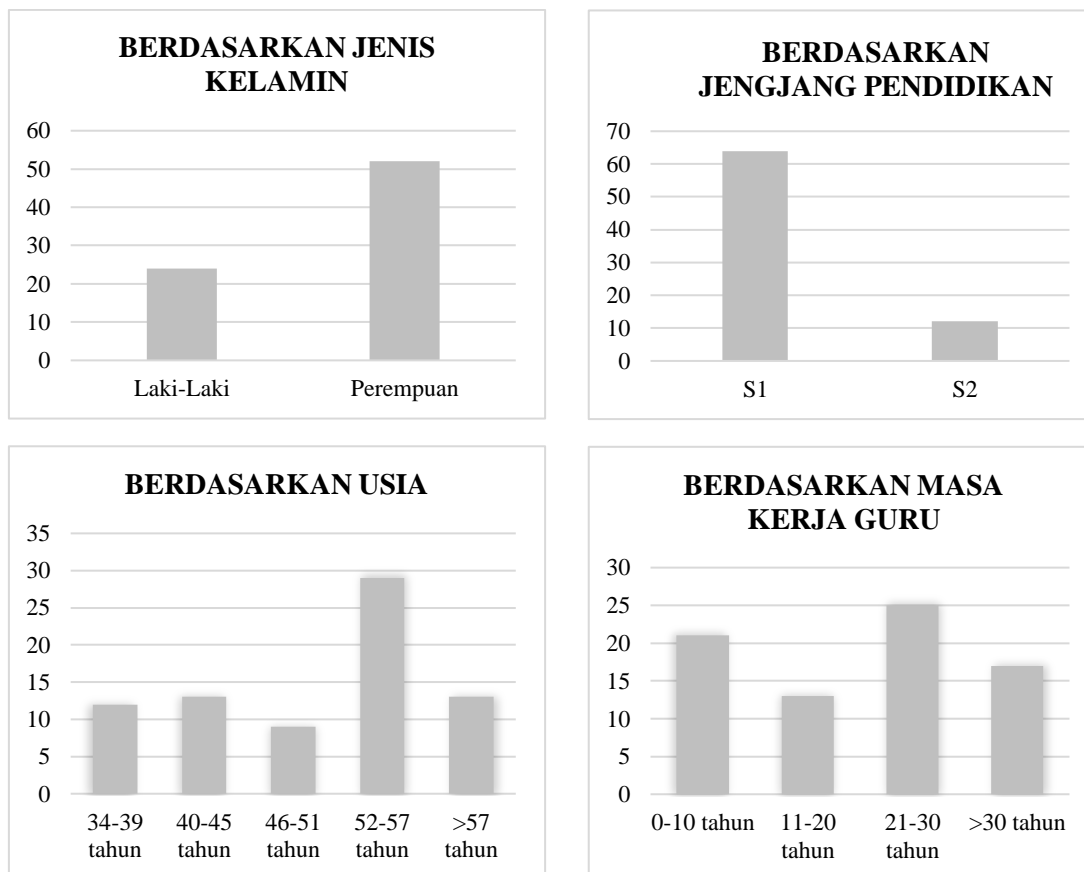 BERDASARKAN JENIS
KELAMIN
60
50
40
30
20
10
0
Laki-Laki
Perempuan
BERDASARKAN
JENGJANG PENDIDIKAN
70
60
50
40
30
20
10
0
S1
S2
BERDASARKAN USIA
35
30
25
20
15
10
5
0
34-39 40-45 46-51 52-57 >57
tahun tahun tahun tahun tahun
BERDASARKAN MASA
KERJA GURU
30
25
20
15
10
5
0
0-10 tahun 11-20 21-30 >30 tahun
tahun tahun